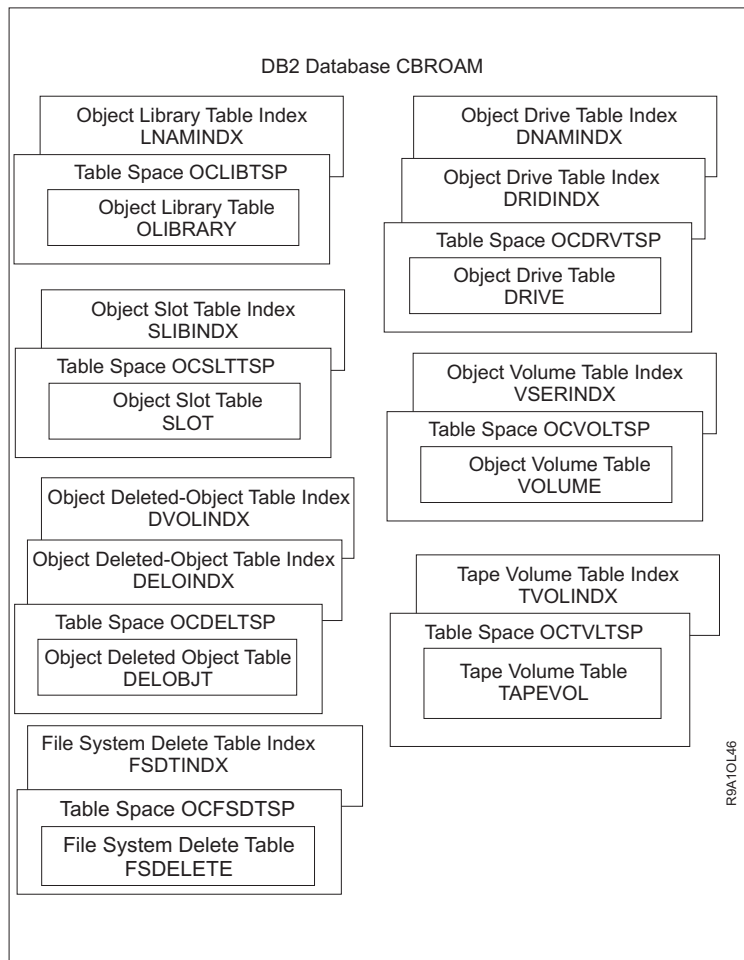 DB2 Database CBROAM
Object Library Table Index
LNAMINDX
Table Space OCLIBTSP
Object Library Table
OLIBRARY
Object Slot Table Index
SLIBINDX
Table Space OCSLTTSP
Object Slot Table
SLOT
Object Deleted-Object Table Index
DVOLINDX
Object Deleted-Object Table Index
DELOINDX
Table Space OCDELTSP
Object Deleted Object Table
DELOBJT
File System Delete Table Index
FSDTINDX
Table Space OCFSDTSP
File System Delete Table
FSDELETE
Object Drive Table Index
DNAMINDX
Object Drive Table Index
DRIDINDX
Table Space OCDRVTSP
Object Drive Table
DRIVE
Object Volume Table Index
VSERINDX
Table Space OCVOLTSP
Object Volume Table
VOLUME
Tape Volume Table Index
TVOLINDX
Table Space OCTVLTSP
Tape Volume Table
TAPEVOL
R9A1OL46